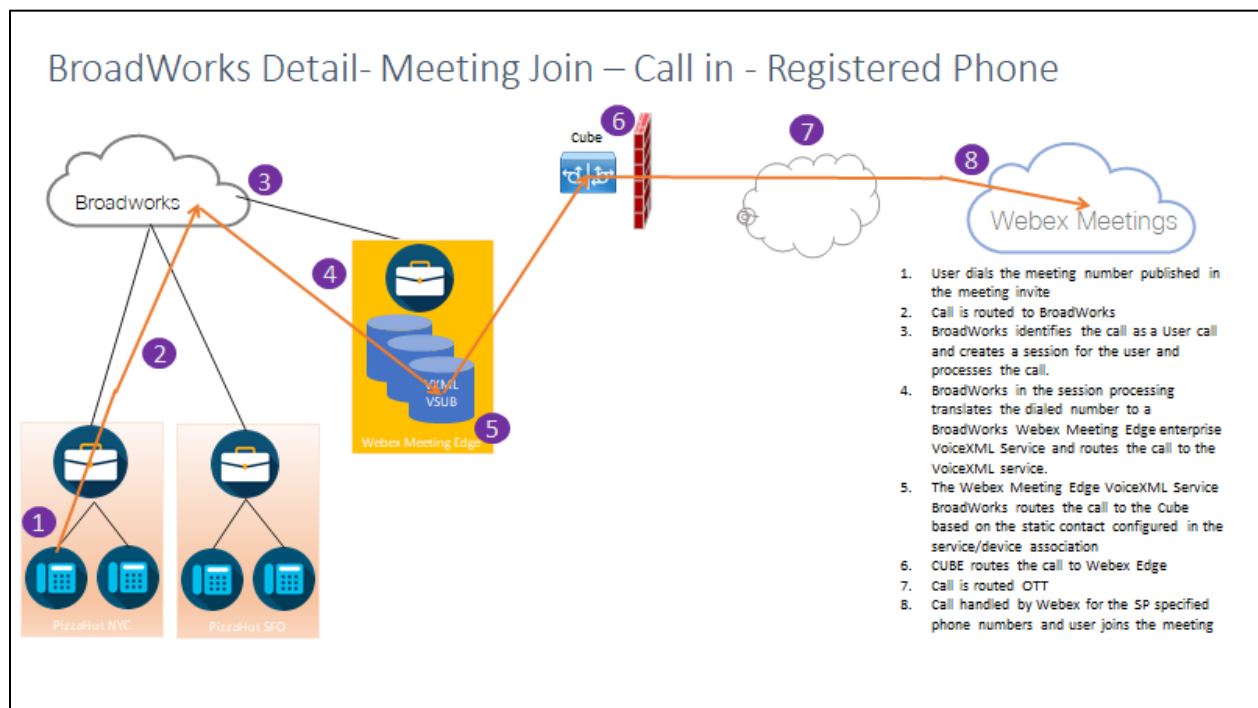 BroadWorks Detail- Meeting Join – Call in - Registered Phone
6
Cube
7
3
8
Broadworks
Webex Meetings
4
2
VXML
VSUB
5
Webex Meeting Edge
1
PizzaHut NYC
PizzaHut SFO
1. User dials the meeting number published in
the meeting invite
2. Call is routed to BroadWorks
3. BroadWorks identifies the call as a User call
and creates a session for the user and
processes the call.
4. BroadWorks in the session processing
translates the dialed number to a
BroadWorks Webex Meeting Edge enterprise
VoiceXML Service and routes the call to the
VoiceXML service.
5. The Webex Meeting Edge VoiceXML Service
BroadWorks routes the call to the Cube
based on the static contact configured in the
service/device association
6. CUBE routes the call to Webex Edge
7. Call is routed OTT
8. Call handled by Webex for the SP specified
phone numbers and user joins the meeting